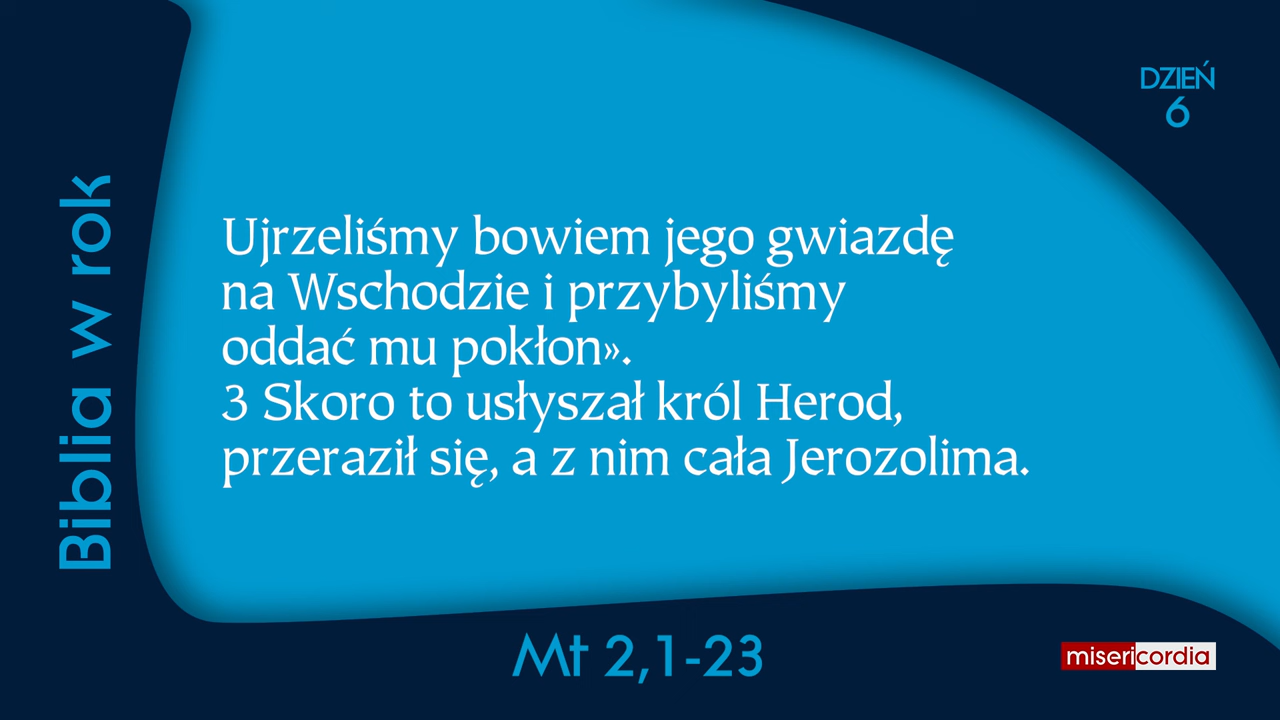 DZIEŃ
6
Biblia w rok
Ujrzeliśmy bowiem jego gwiazdę
na Wschodzie i przybyliśmy
oddać mu pokłon».
3 Skoro to usłyszał król Herod,
przeraził się, a z nim cała Jerozolima.
Mt 2,1-23
misericordia